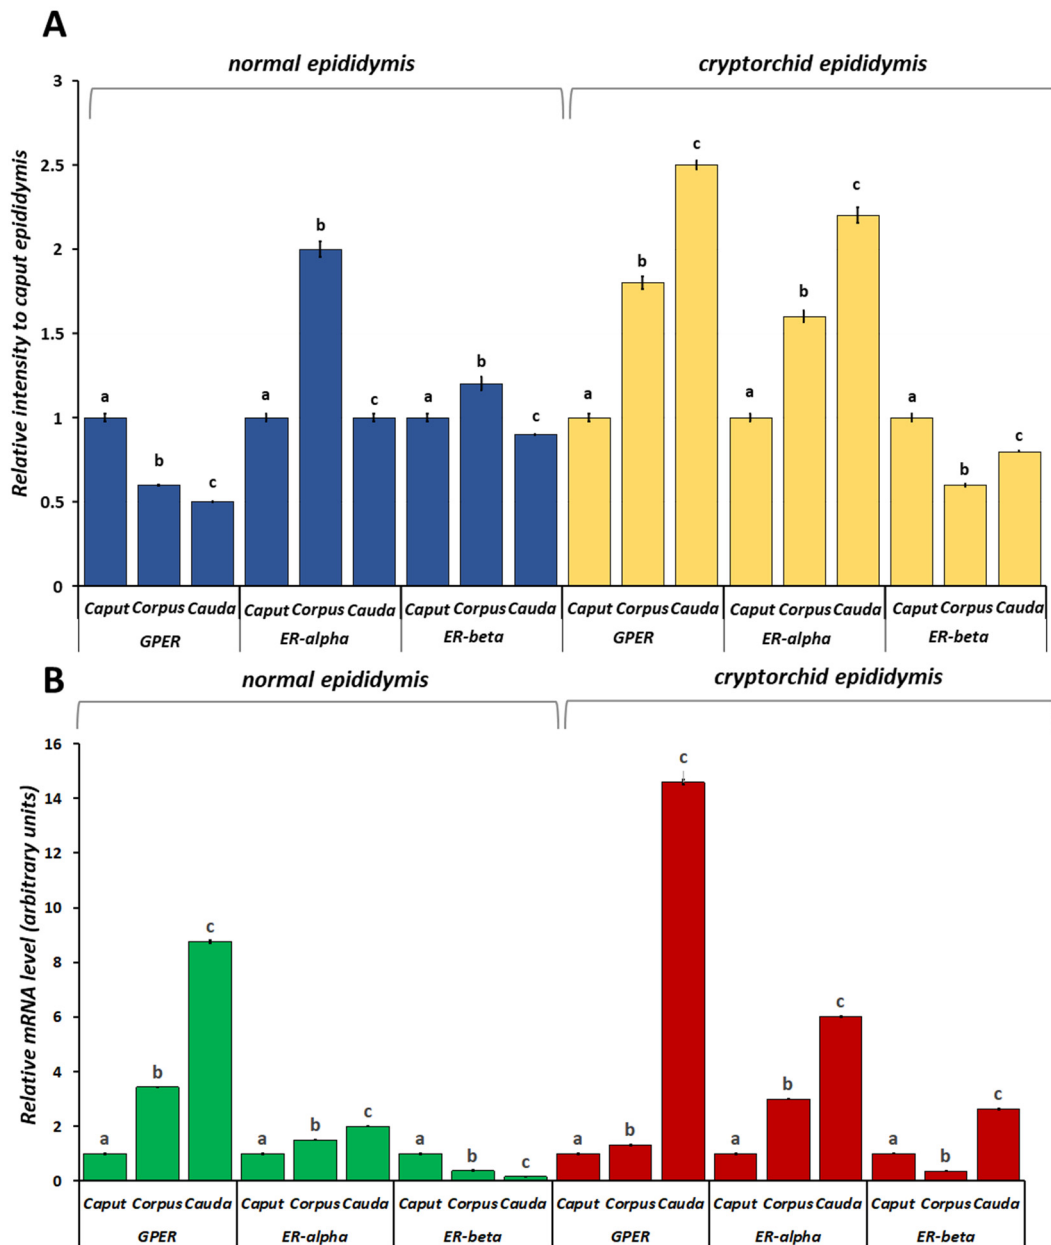 A
normal epididymis
cryptorchid epididymis
Relative intensity to caput epididymis
3
2.5
2
1.5
1
0.5
0
a
b
c
a
b
c
a
b
c
a
b
c
a
b
c
a
b
c
Caput Corpus Cauda Caput Corpus Cauda Caput Corpus Cauda Caput Corpus Cauda Caput Corpus Cauda Caput Corpus Cauda
GPER ER-alpha ER-beta GPER ER-alpha ER-beta
B
normal epididymis
cryptorchid epididymis
Relative mRNA level (arbitrary units)
16
14
12
10
8
6
4
2
0
a
b
c
a
b
c
a
b
c
a
b
c
a
b
c
a
b
c
Caput Corpus Cauda Caput Corpus Cauda Caput Corpus Cauda Caput Corpus Cauda Caput Corpus Cauda Caput Corpus Cauda
GPER ER-alpha ER-beta GPER ER-alpha ER-beta